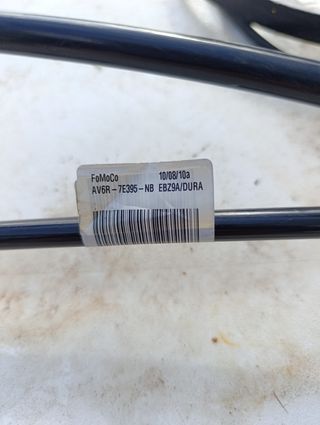 FoMoCo 10/08/10a
AV6R-7E395-NB EBZ9A/DURA